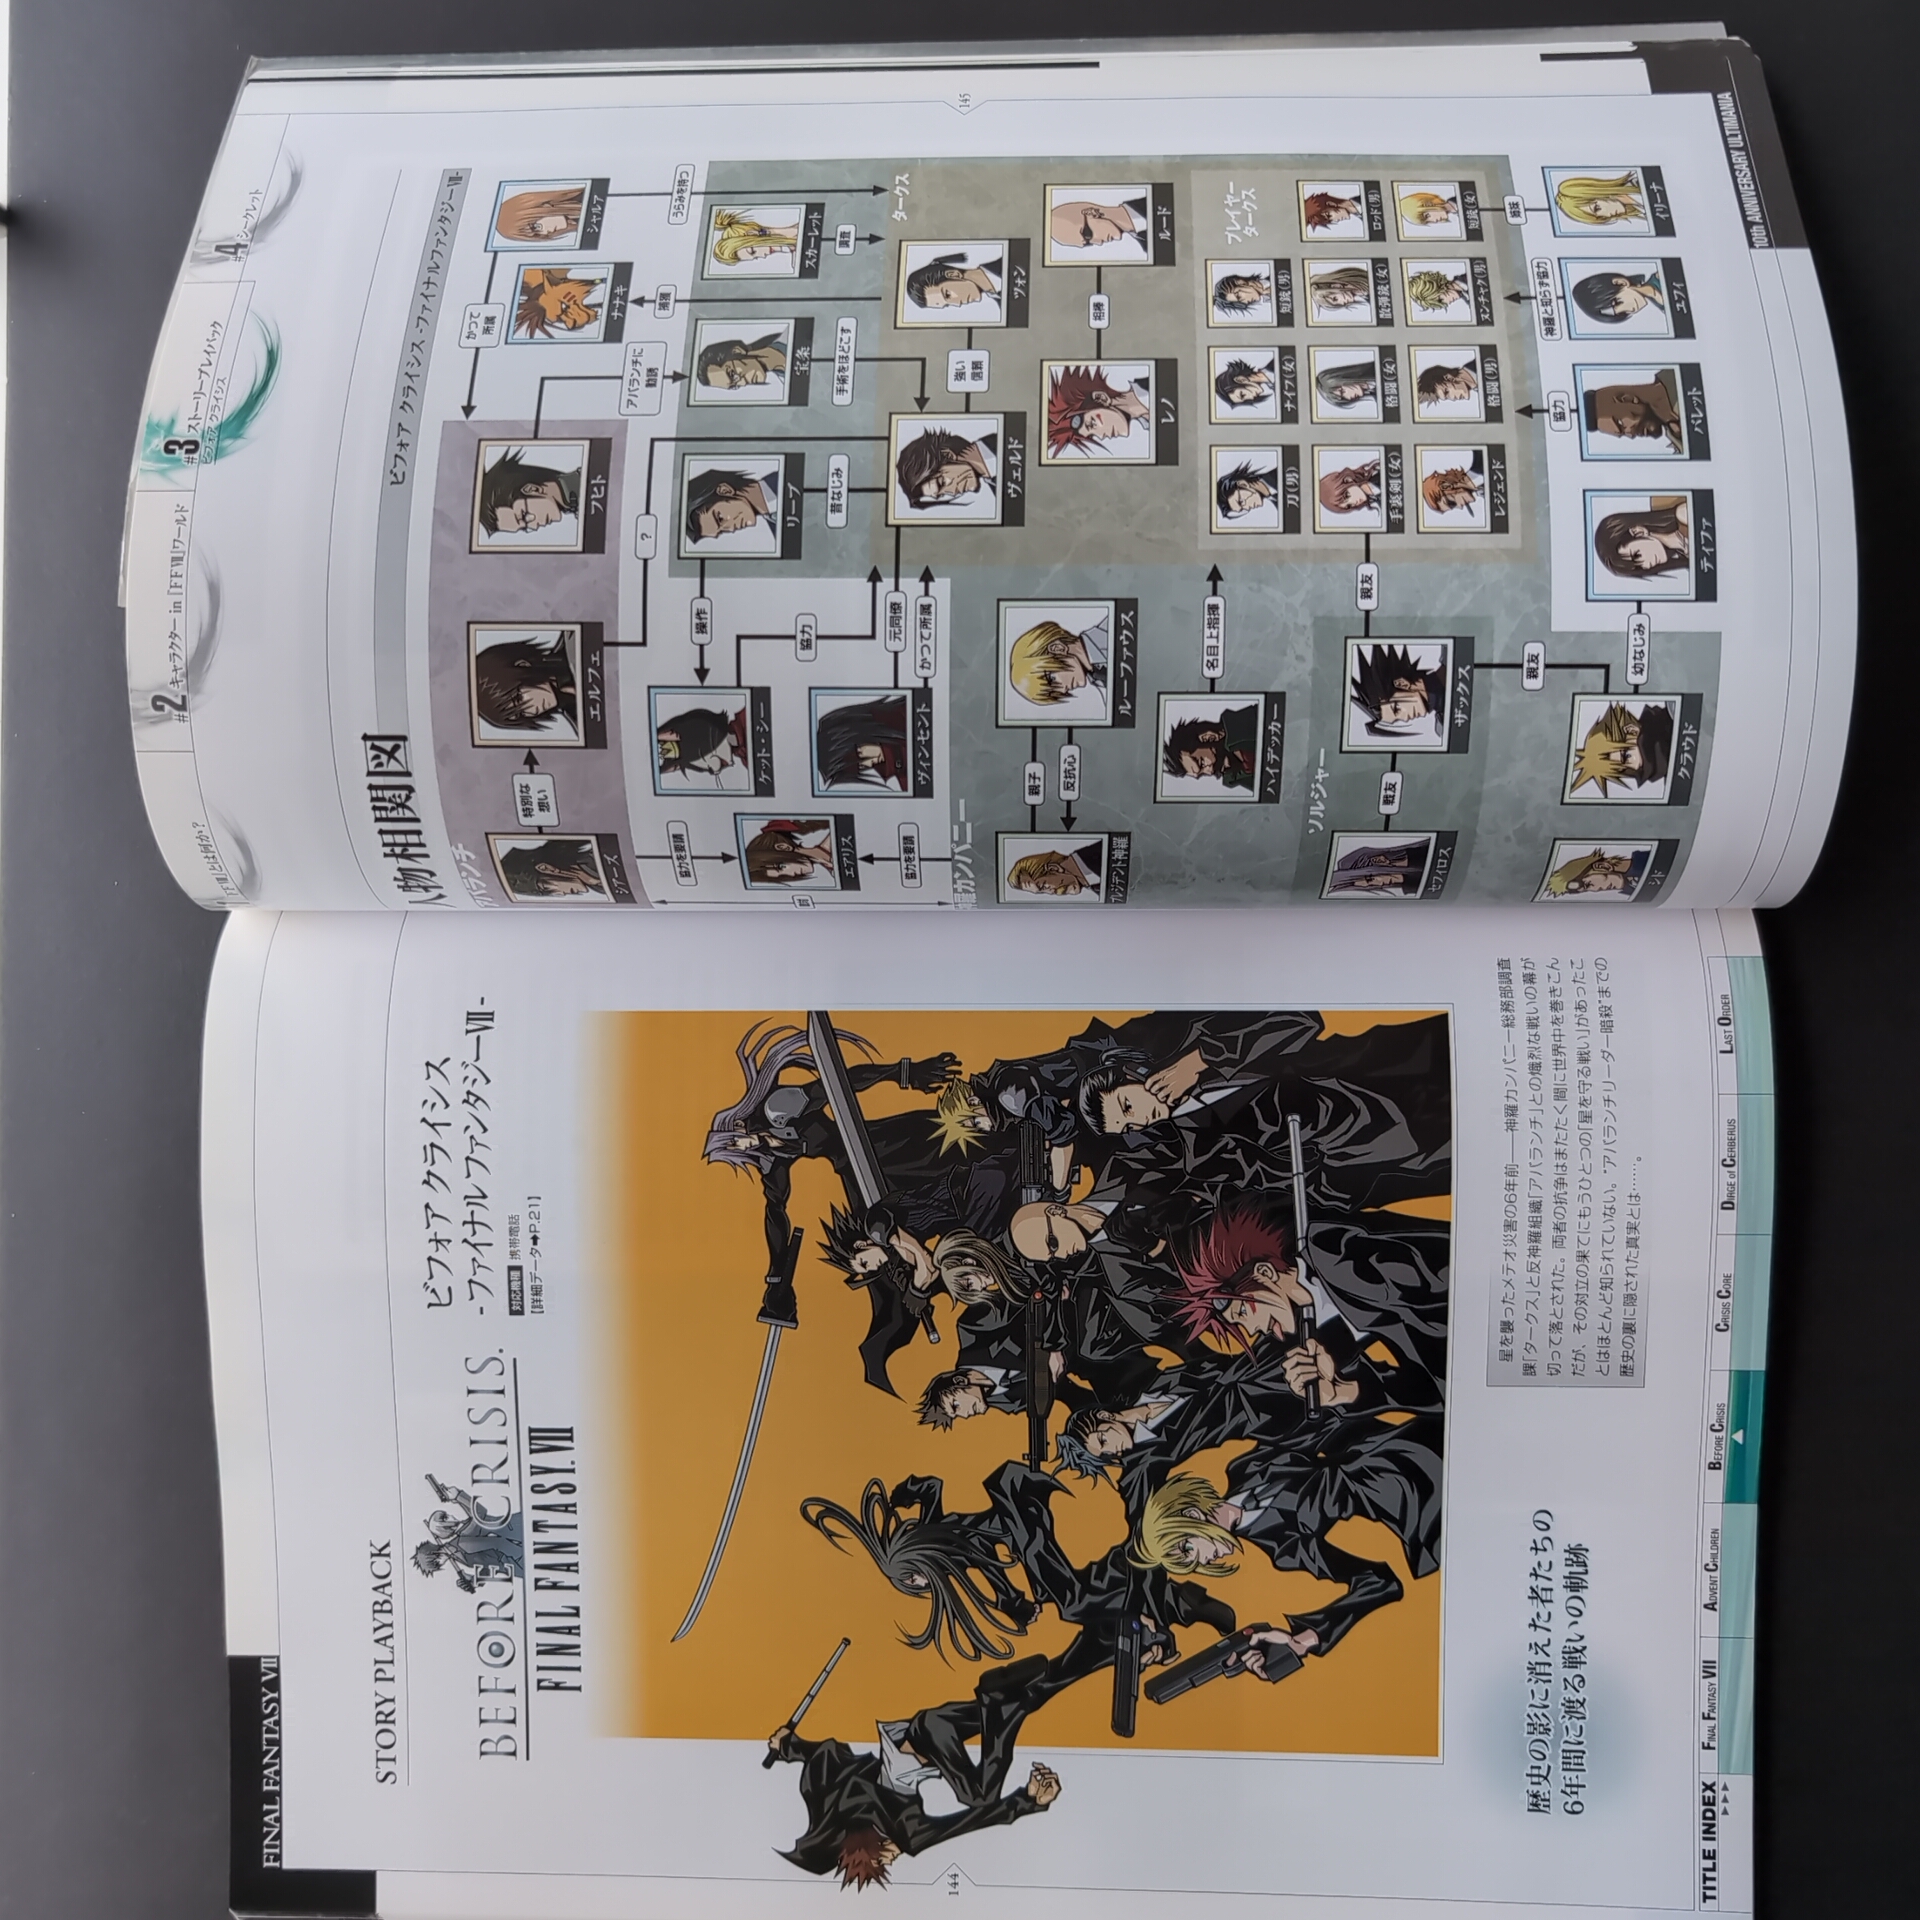 FINAL FANTASY VII
STORY PLAYBACK
BEFORE CRISIS
FINAL FANTASY. VII
ビフォア クライシス
-ファイナルファンタジーVII-
対応機種 携帯電話
【詳細データ➡P.21】
144
歴史の影に消えた者たちの
6年間に渡る戦いの軌跡
星を襲ったメテオ災害の6年前――神羅カンパニー総務部調査
課「タークス」と反神羅組織「アバランチ」との熾烈な戦いの幕が
切って落とされた。両者の抗争はまたたく間に世界中を巻きこん
だが、その対立の果てにもうひとつの「星を守る戦い」があったこ
とはほとんど知られていない。“アバランチリーダー暗殺”までの
歴史の裏に隠された真実とは……。
TITLE INDEX
FINAL FANTASY VII
ADVENT CHILDREN
BEFORE CRISIS
CRISIS CORE
DIRGE of CERBERUS
LAST ORDER
FFVII』とは何か?
#2 キャラクター in『FFVII』ワールド
#3 ストーリープレイバック
ビフォア クライシス
#4 シークレット
人物相関図
ビフォア クライシス -ファイナルファンタジーVII-
アバランチ
シアーズ
特別な
想い
エルフェ
フヒト
かつて
所属
ナナキ
シャルア
アバランチに
勧誘
捕獲
うらみを持つ
?
協力を要請
ケット・シー
操作
リーブ
宝条
スカーレット
エアリス
協力
昔なじみ
手術をほどこす
調査
タークス
ヴィンセント
元同僚
かつて所属
協力を要請
ヴェルド
強い
信頼
ツォン
神羅カンパニー
プレジデント神羅
親子
反抗心
ルーファウス
レノ
相棒
ルード
ハイデッカー
名目上指揮
プレイヤー
タークス
刀(男)
ナイフ(女)
短銃(男)
手裏剣(女)
格闘(女)
散弾銃(女)
ロッド(男)
レジェンド
格闘(男)
ヌンチャク(男)
短銃(女)
ソルジャー
セフィロス
戦友
ザックス
親友
親友
シド
クラウド
幼なじみ
ティファ
協力
バレット
神羅と知らず協力
ユフィ
姉妹
イリーナ
145
10th ANNIVERSARY ULTIMANIA